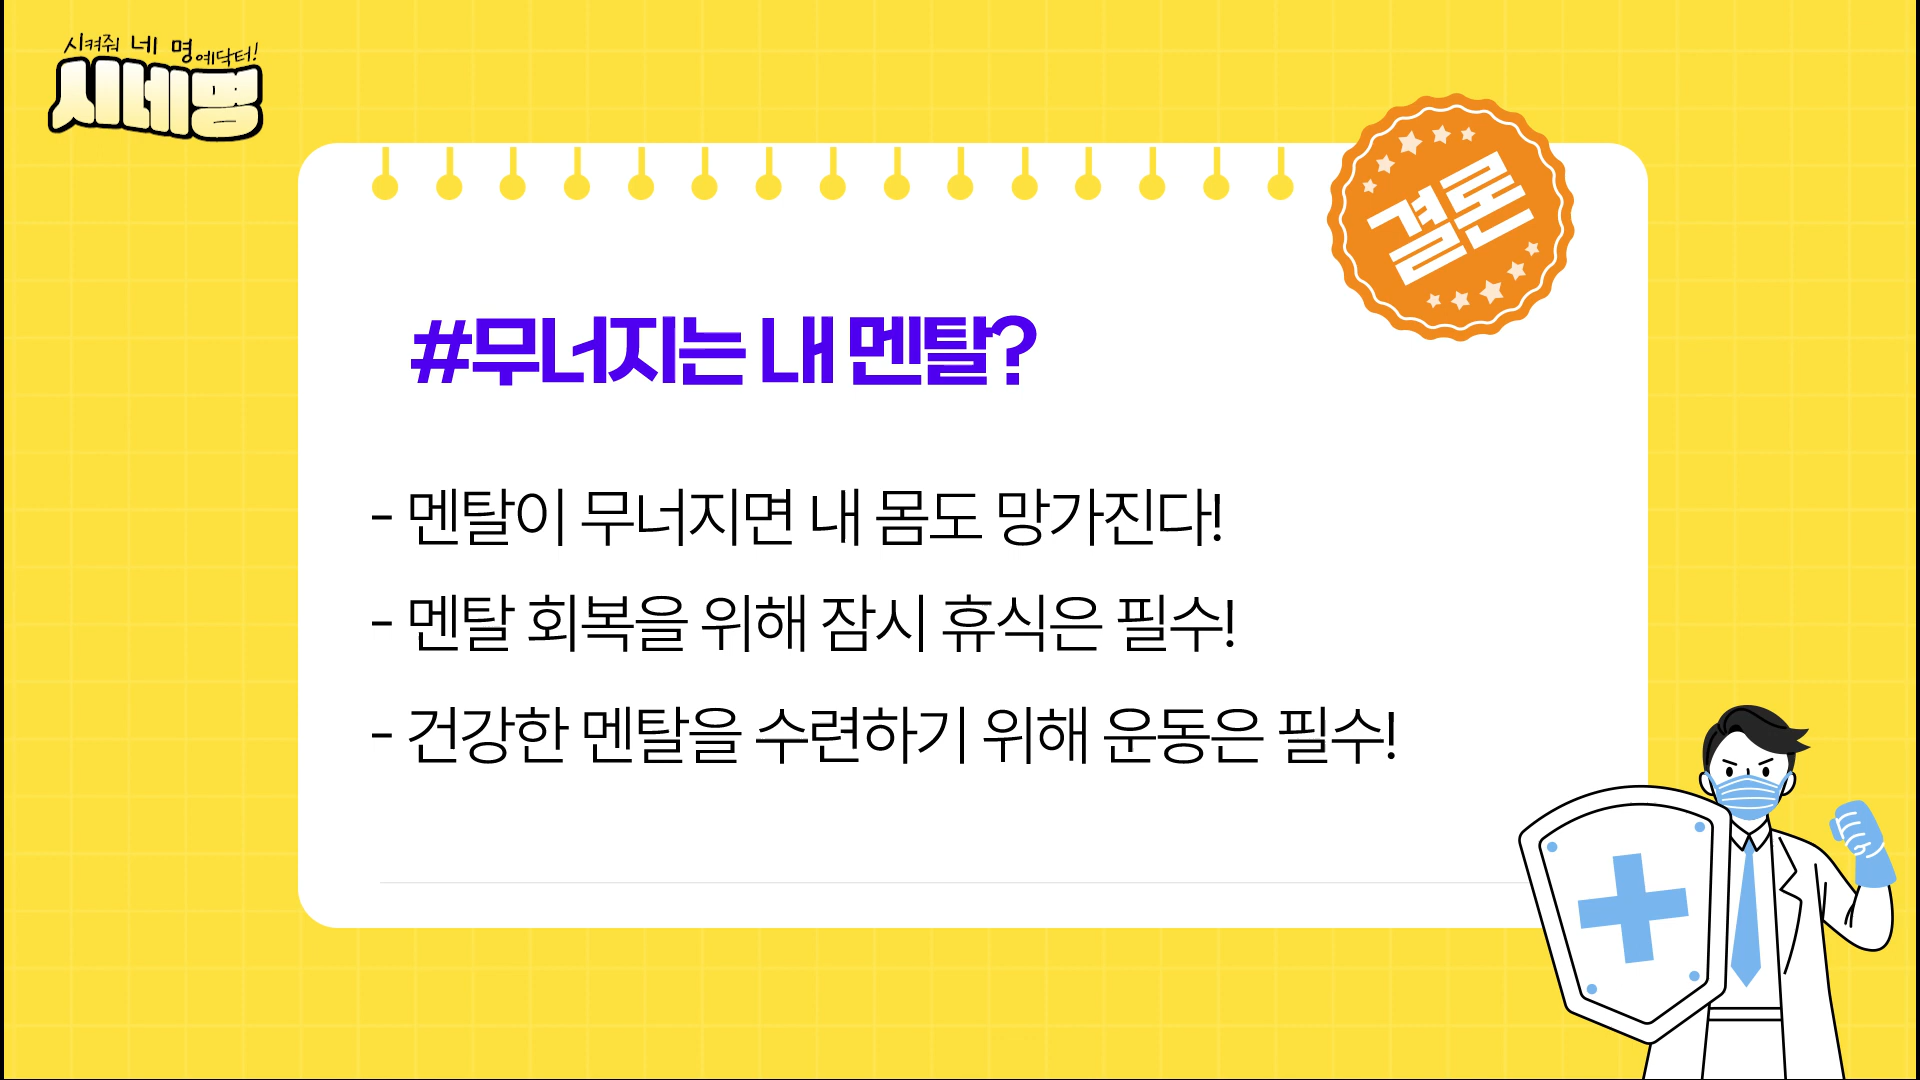 시켜줘 네 명예닥터!
시네명
결론
#무너지는 내 멘탈?
- 멘탈이 무너지면 내 몸도 망가진다!
- 멘탈 회복을 위해 잠시 휴식은 필수!
- 건강한 멘탈을 수련하기 위해 운동은 필수!